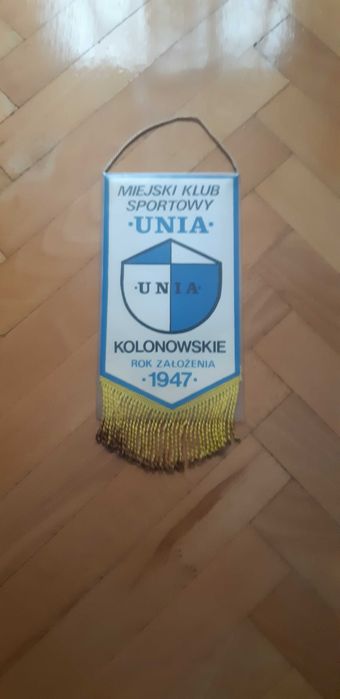 MIEJSKI KLUB
SPORTOWY
·UNIA·
·UNIA·
KOLONOWSKIE
ROK ZAŁOŻENIA
·1947·